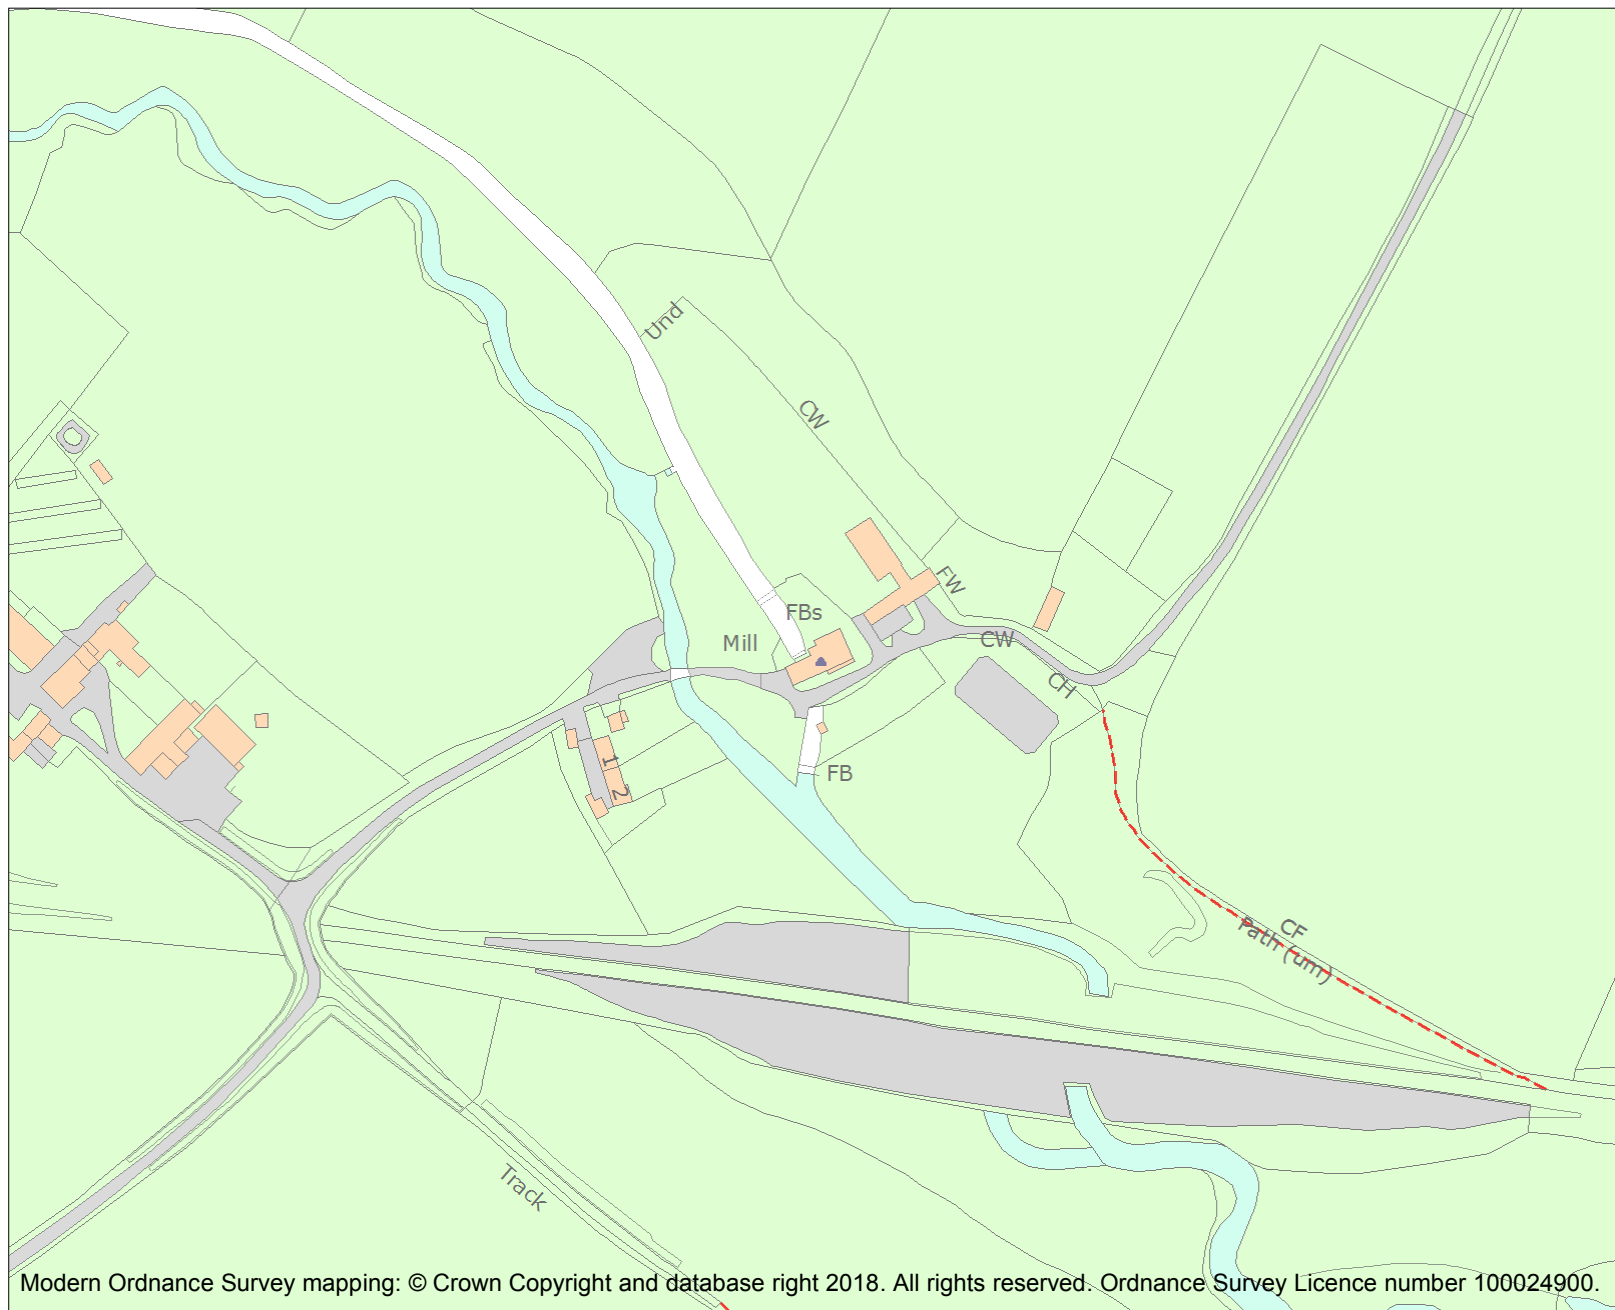 Und
CW
FW
FBs
Mill
CW
CH
1
FB
2
CF
Path (um)
Track
Modern Ordnance Survey mapping: © Crown Copyright and database right 2018. All rights reserved. Ordnance Survey Licence number 100024900.